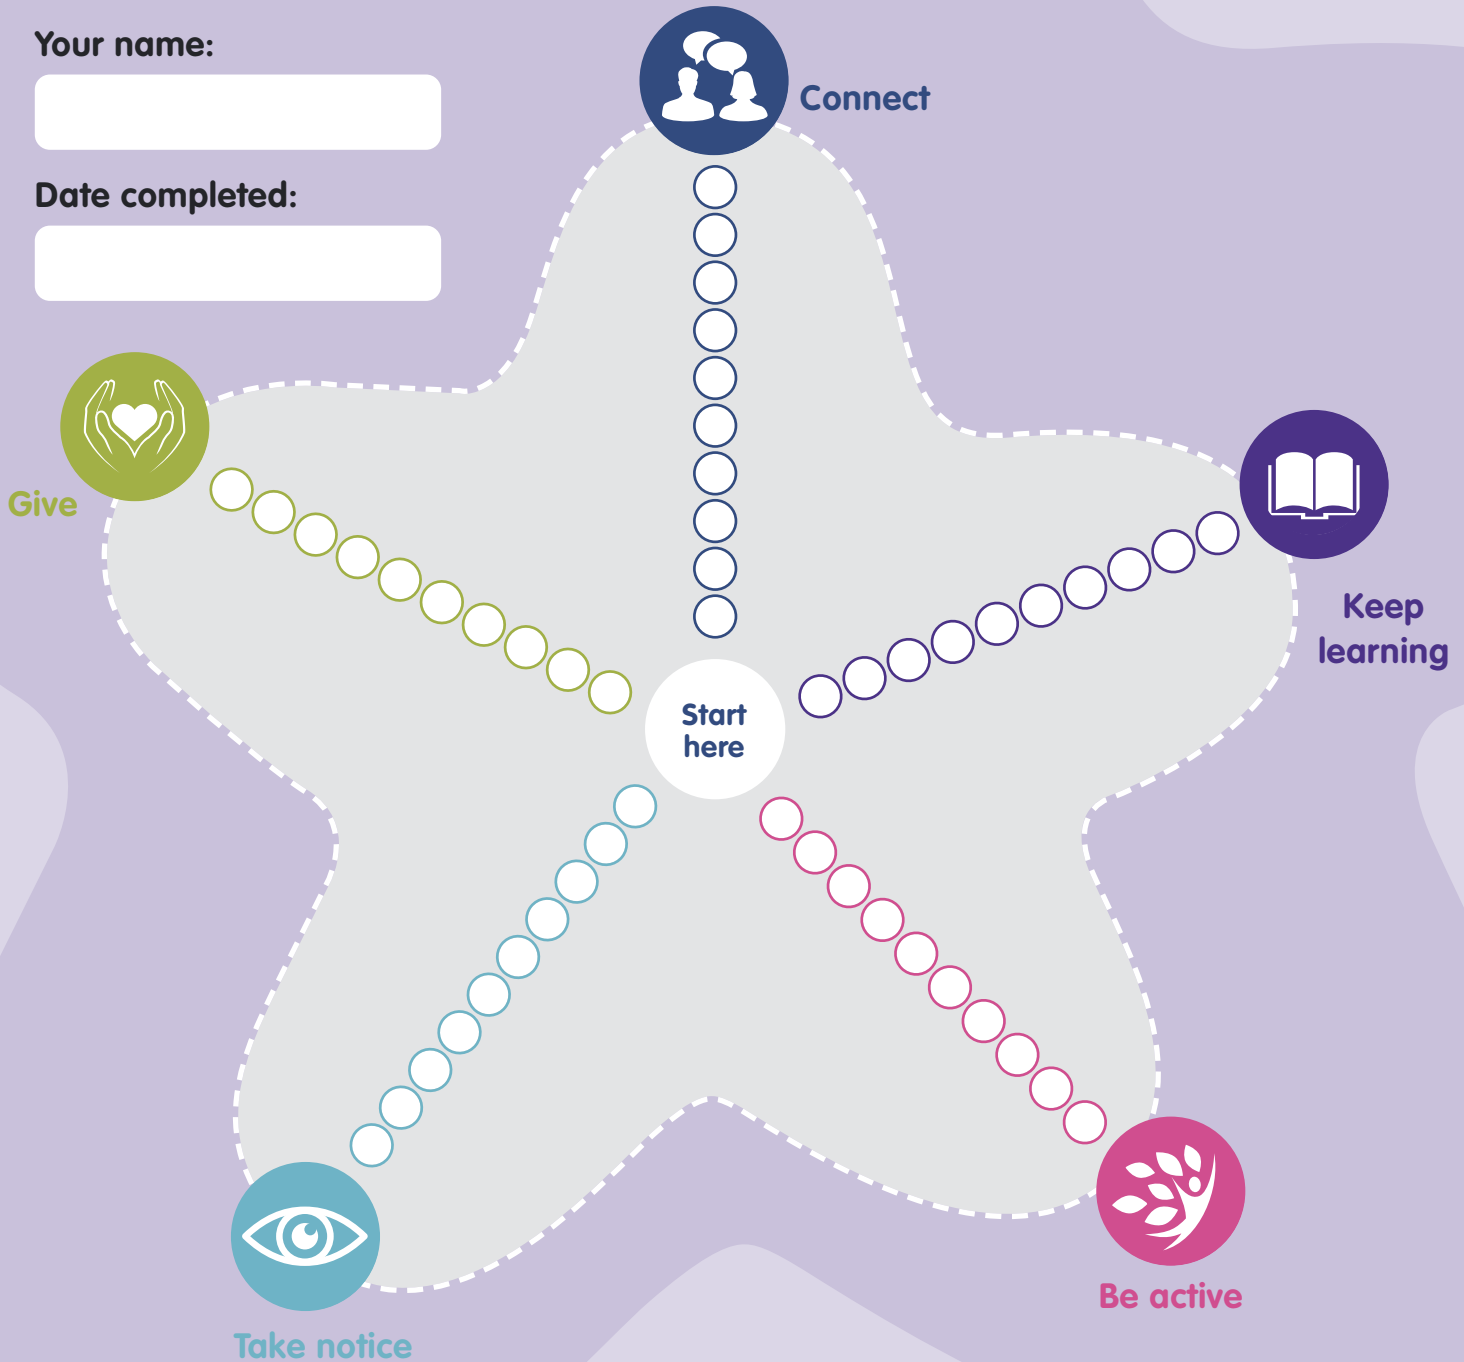 Your name:
Connect
Date completed:
Give
Keep
learning
Start
here
Be active
Take notice